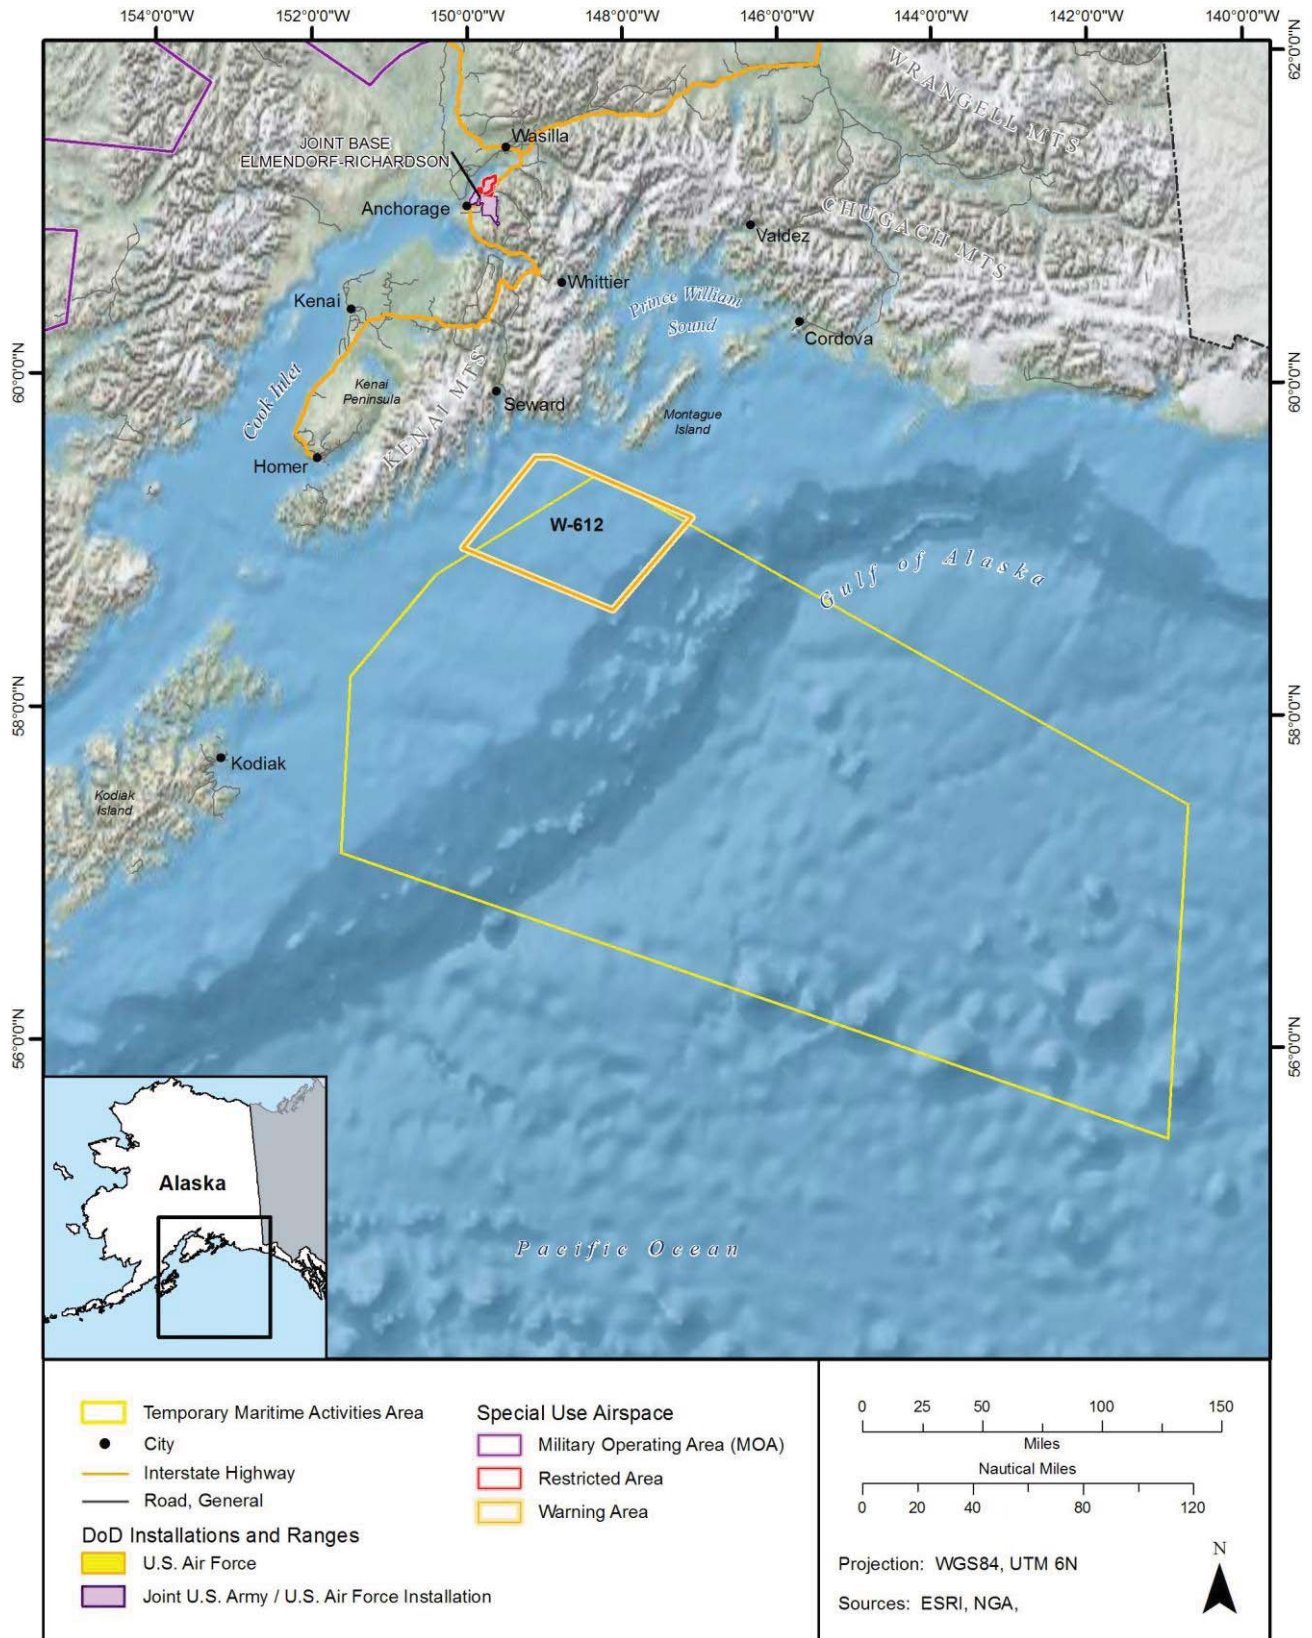 154°0'0"W
152°0'0"W
150°0'0"W
148°0'0"W
146°0'0"W
144°0'0"W
142°0'0"W
140°0'0"W
62°0'0"N
WRANGELL MTS
JOINT BASE
ELMENDORF-RICHARDSON
Wasilla
Anchorage
CHUGACH MTS
Valdez
Whittier
Kenai
Prince William
Sound
Cordova
60°0'0"N
60°0'0"N
Cook Inlet
Kenai
Peninsula
KENAI MTS
Seward
Montague
Island
Homer
W-612
Gulf of Alaska
58°0'0"N
58°0'0"N
Kodiak
Kodiak
Island
56°0'0"N
56°0'0"N
Alaska
Pacific Ocean
Temporary Maritime Activities Area
City
Interstate Highway
Road, General
DoD Installations and Ranges
U.S. Air Force
Joint U.S. Army / U.S. Air Force Installation
Special Use Airspace
Military Operating Area (MOA)
Restricted Area
Warning Area
0 25 50 100 150
Miles
Nautical Miles
0 20 40 80 120
Projection: WGS84, UTM 6N
Sources: ESRI, NGA,
N